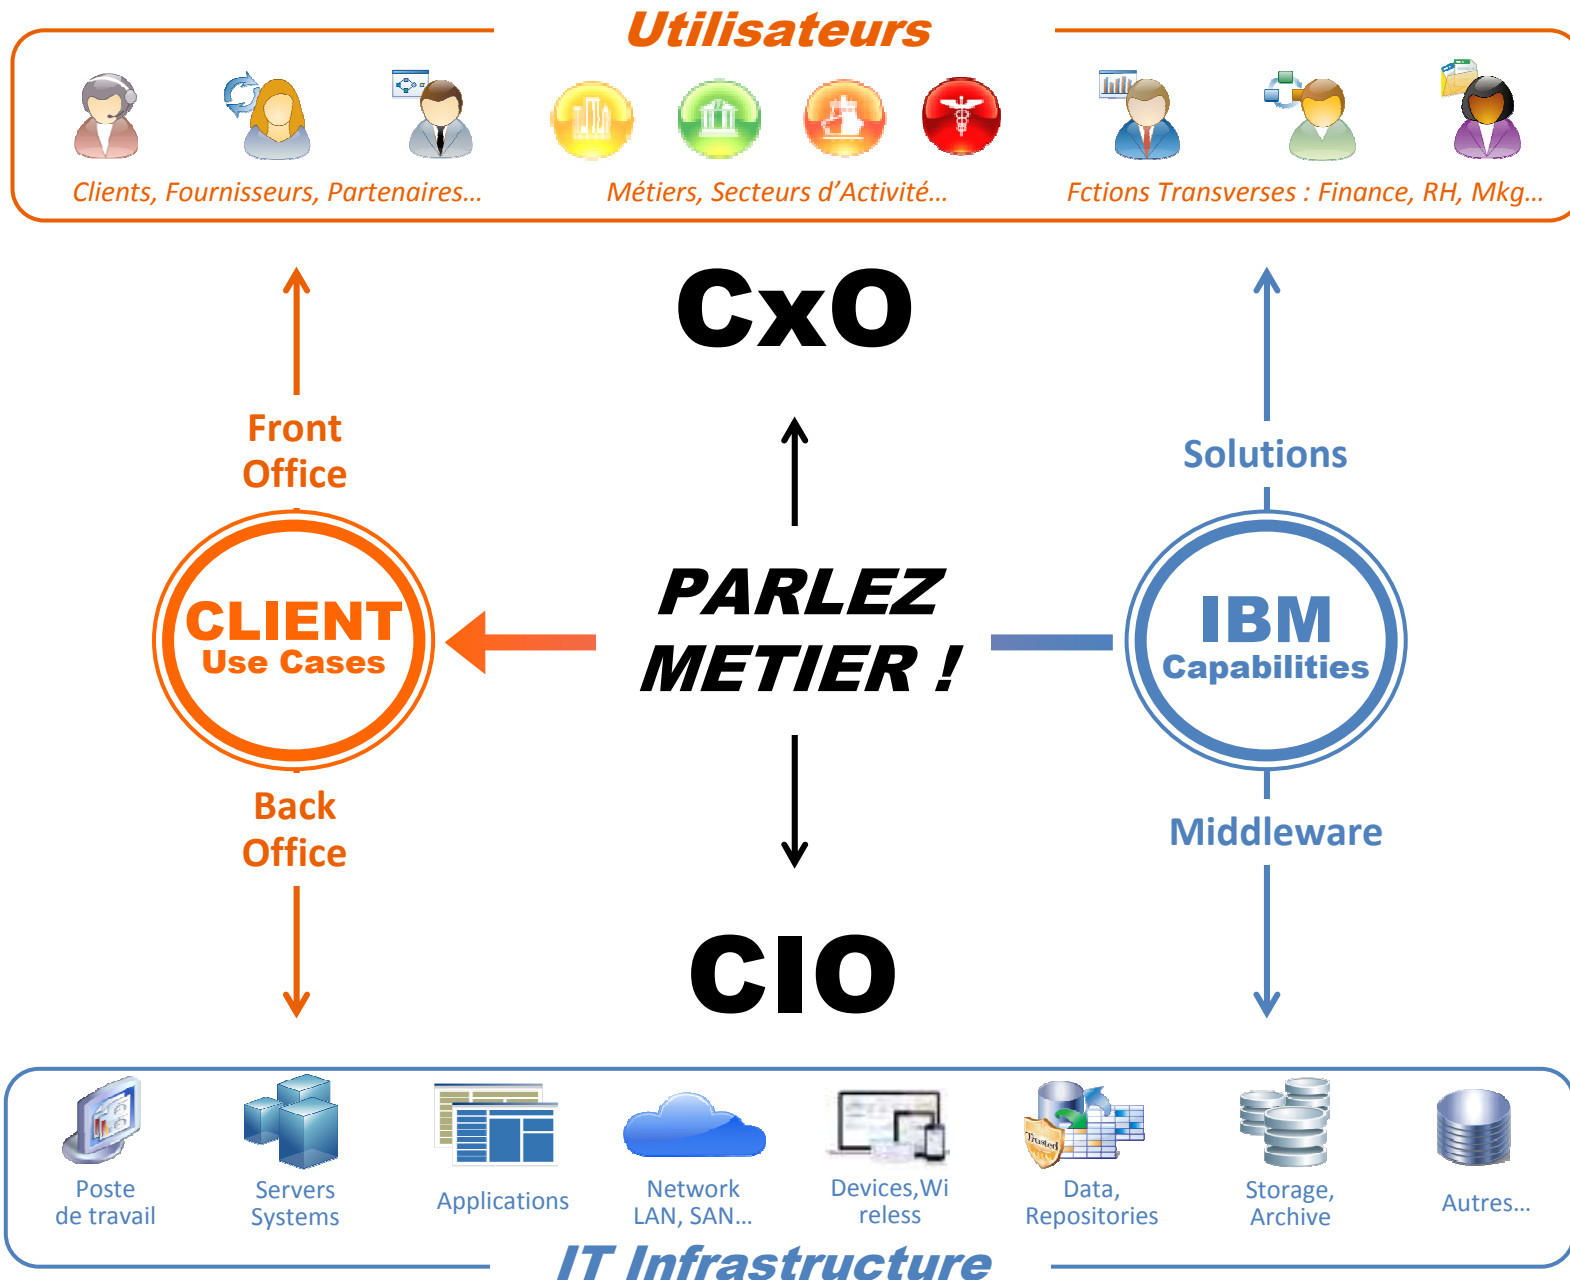 Utilisateurs
Clients, Fournisseurs, Partenaires…
Métiers, Secteurs d’Activité…
Fctions Transverses : Finance, RH, Mkg…
CxO
Front
Office
Solutions
CLIENT
Use Cases
PARLEZ
METIER !
IBM
Capabilities
Back
Office
Middleware
CIO
Trusted
Poste
de travail
Servers
Systems
Applications
Network
LAN, SAN…
Devices,Wi
reless
Data,
Repositories
Storage,
Archive
Autres…
IT Infrastructure